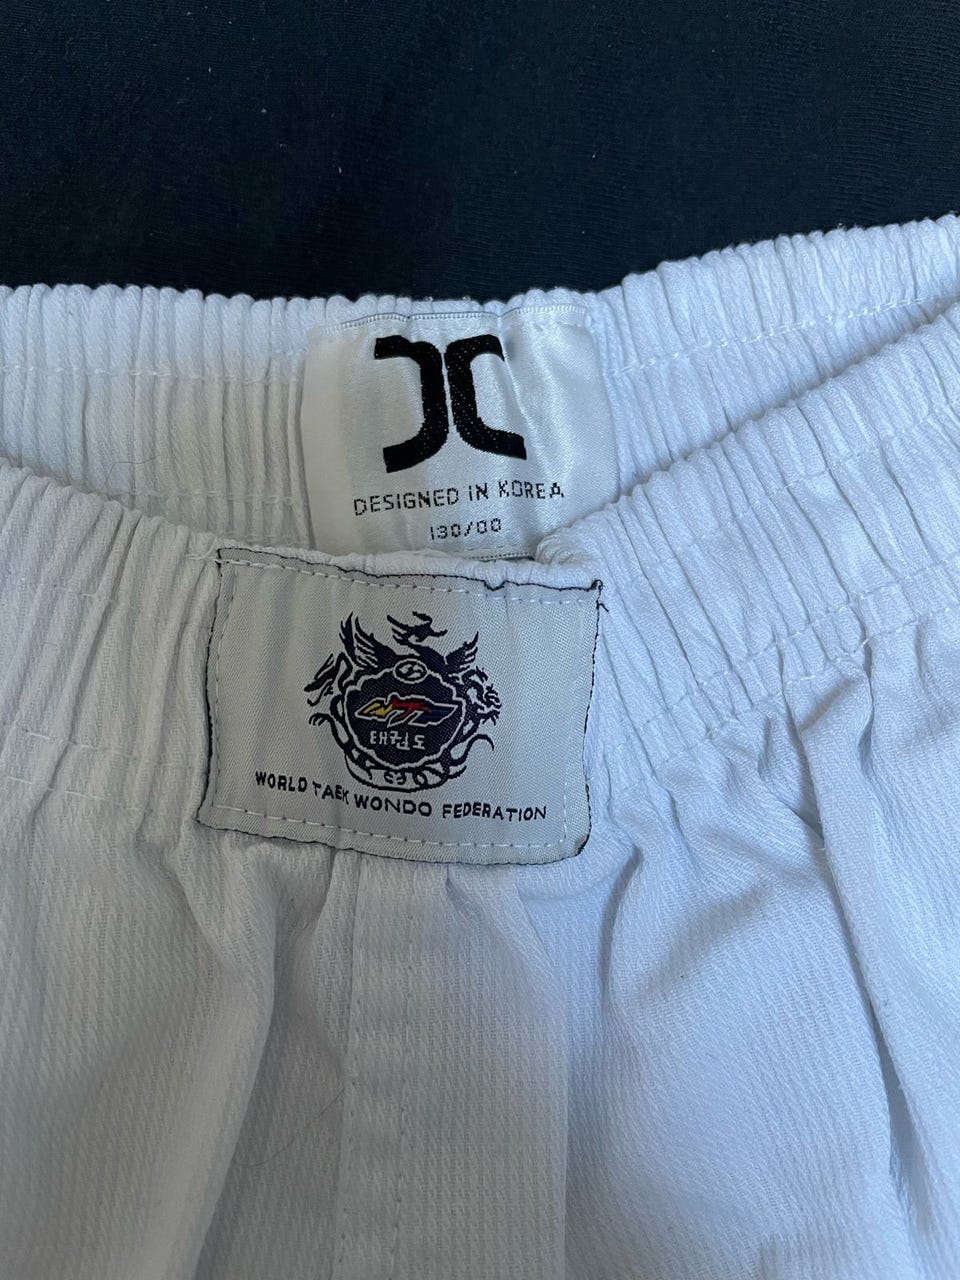 DESIGNED IN KOREA
130/00
WORLD TAEK WONDO FEDERATION